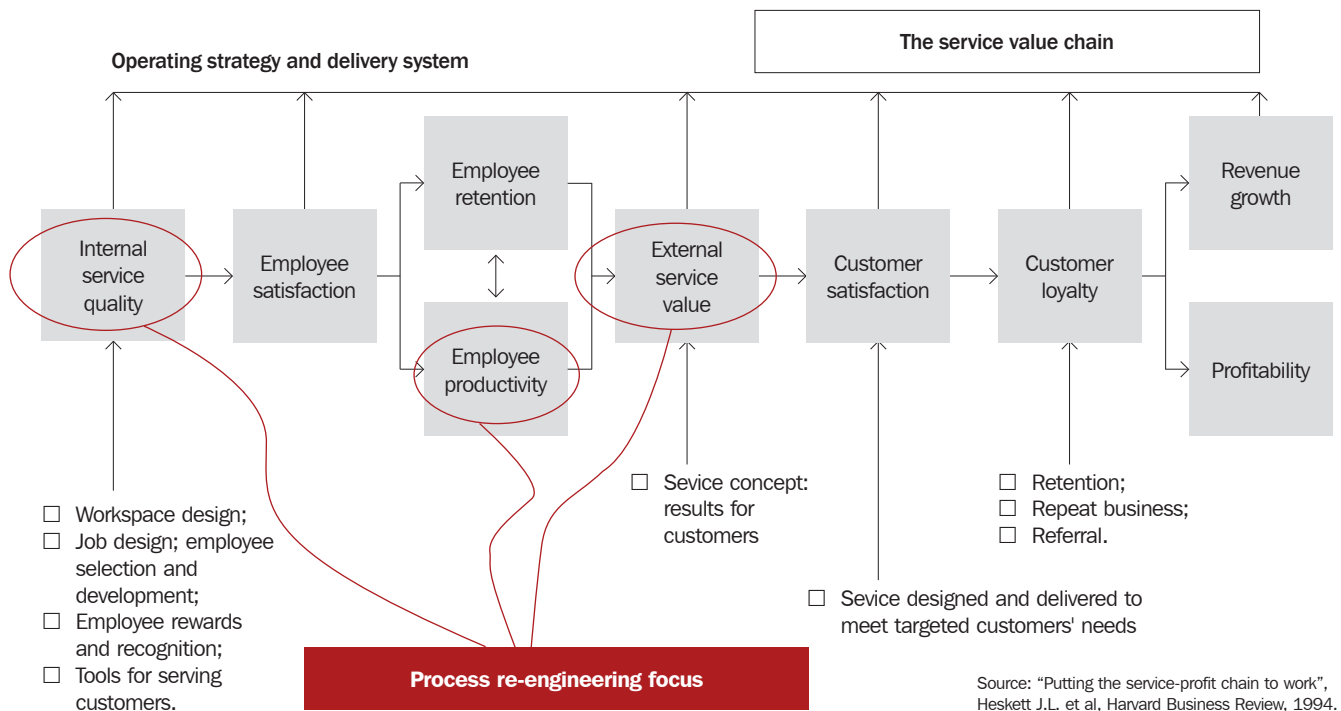 The service value chain
Operating strategy and delivery system
Employee
retention
Revenue
growth
Internal
service
quality
Employee
satisfaction
External
service
value
Customer
satisfaction
Customer
loyalty
Employee
productivity
Profitability
☐ Workspace design;
☐ Job design; employee
selection and
development;
☐ Employee rewards
and recognition;
☐ Tools for serving
customers.
☐ Sevice concept:
results for
customers
☐ Retention;
☐ Repeat business;
☐ Referral.
☐ Sevice designed and delivered to
meet targeted customers' needs
Process re-engineering focus
Source: “Putting the service-profit chain to work”,
Heskett J.L. et al, Harvard Business Review, 1994.